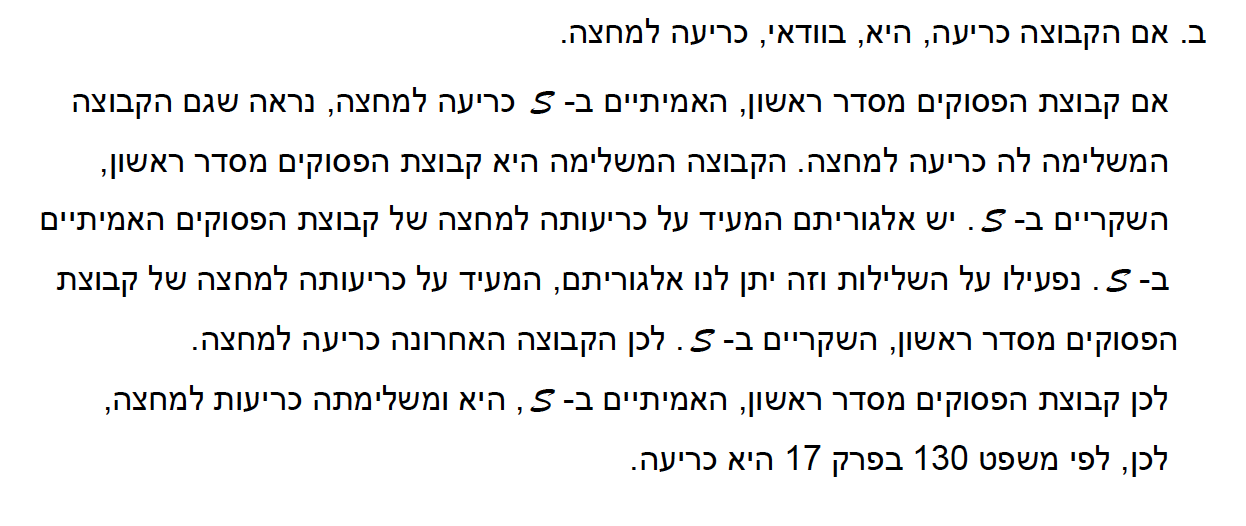 ב. אם הקבוצה כריעה, היא, בוודאי, כריעה למחצה.
אם קבוצת הפסוקים מסדר ראשון, האמיתיים ב- S כריעה למחצה, נראה שגם הקבוצה
המשלימה לה כריעה למחצה. הקבוצה המשלימה היא קבוצת הפסוקים מסדר ראשון,
השקריים ב- S . יש אלגוריתם המעיד על כריעותה למחצה של קבוצת הפסוקים האמיתיים
ב- S . נפעילו על השלילות וזה יתן לנו אלגוריתם, המעיד על כריעותה למחצה של קבוצת
הפסוקים מסדר ראשון, השקריים ב- S . לכן הקבוצה האחרונה כריעה למחצה.
לכן קבוצת הפסוקים מסדר ראשון, האמיתיים ב- S , היא ומשלימתה כריעות למחצה,
לכן, לפי משפט 130 בפרק 17 היא כריעה.